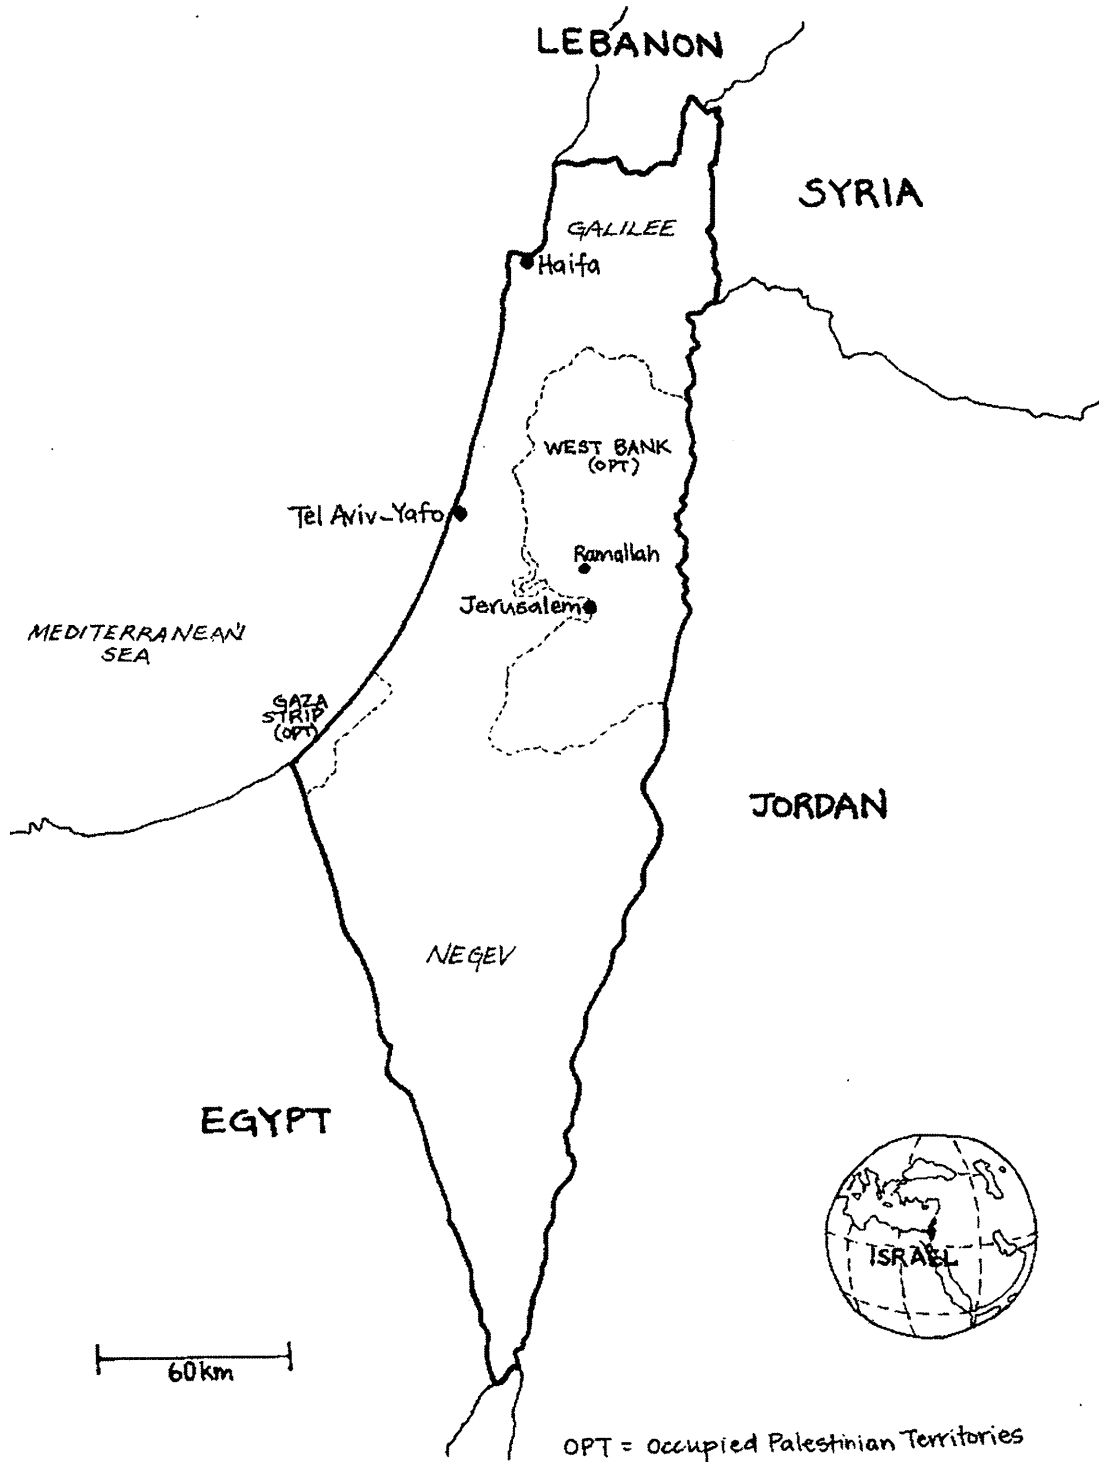 LEBANON
SYRIA
GALILEE
Haifa
WEST BANK
(OPT)
Tel Aviv-Yafo
Ramallah
Jerusalem
MEDITERRANEAN
SEA
GAZA
STRIP
(OPT)
JORDAN
NEGEV
EGYPT
ISRAEL
60km
OPT = Occupied Palestinian Territories